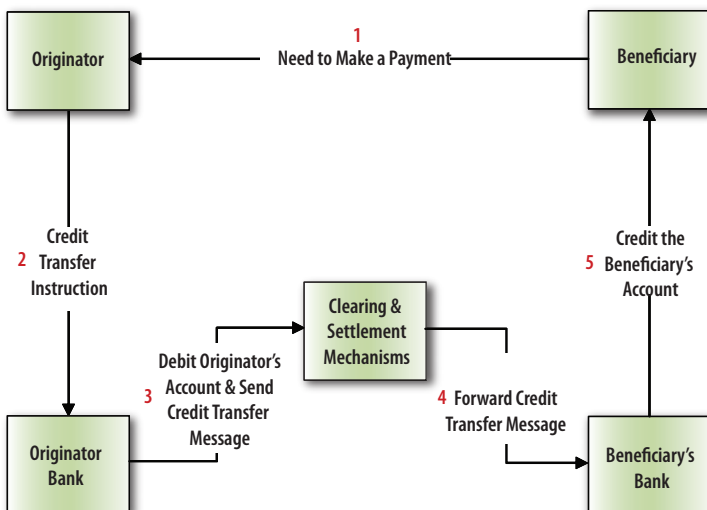 1
Originator
Need to Make a Payment
Beneficiary
2
Credit
Transfer
Instruction
5
Credit the
Beneficiary's
Account
Clearing &
Settlement
Mechanisms
3
Debit Originator's
Account & Send
Credit Transfer
Message
4
Forward Credit
Transfer Message
Originator
Bank
Beneficiary's
Bank